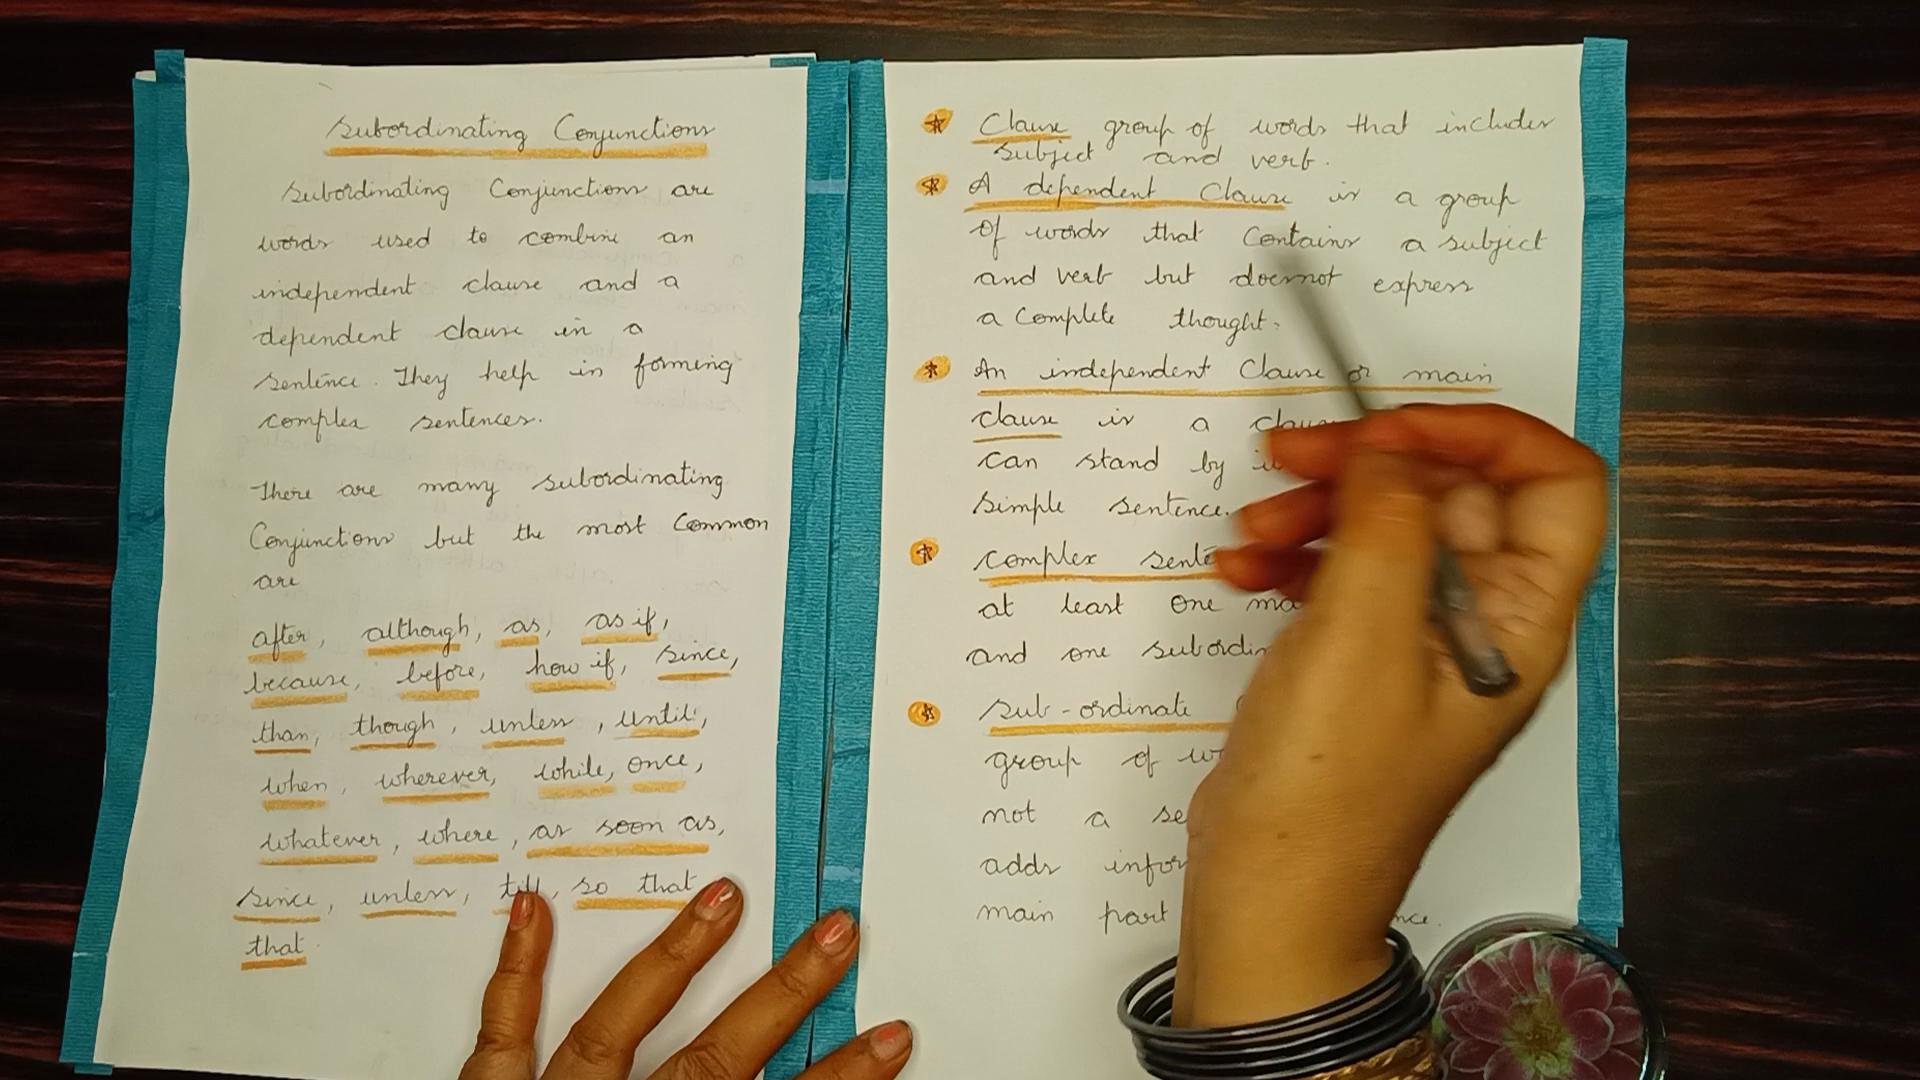 Subordinating Conjunctions
Subordinating Conjunctions are
words used to combine an
independent clause and a
dependent clause in a
sentence. They help in forming
complex sentences.
There are many subordinating
Conjunctions but the most Common
are
after, although, as, as if,
because, before, how if, since,
than, though, unless, until,
when, wherever, while, once,
whatever, where, as soon as,
since, unless, till, so that
that.
Clause group of words that includes
subject and verb.
A dependent Clause is a group
of words that Contains a subject
and verb but doesnot express
a Complete thought.
An independent Clause or main
clause is a
can stand by
simple sentence.
complex
at least one
and one
sub-ordinate
group of
not a
adds
main part